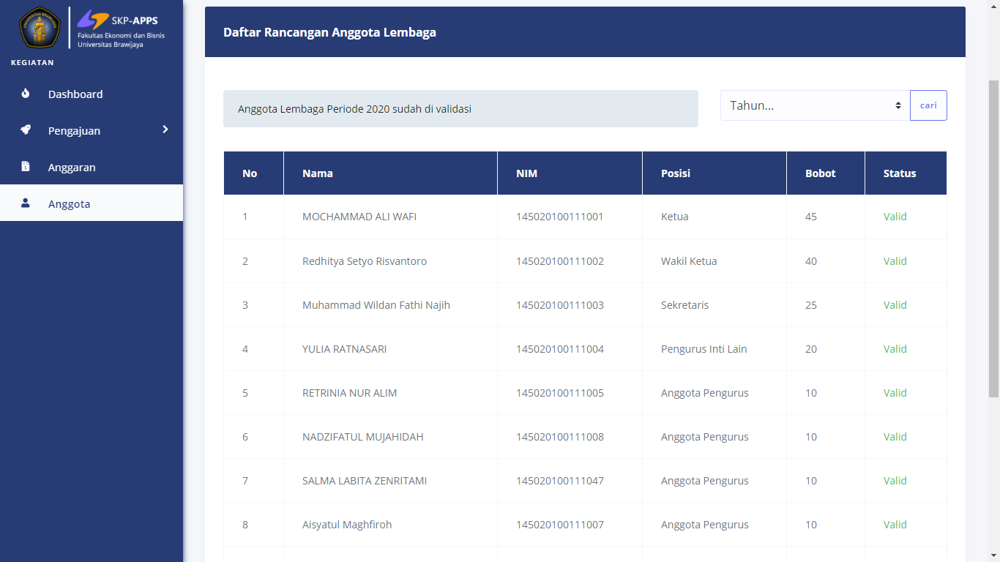 UNIVERSITAS BRAWIJAYA
SKP-APPS
Fakultas Ekonomi dan Bisnis
Universitas Brawijaya
KEGIATAN
Dashboard
Pengajuan
Anggaran
Anggota
Daftar Rancangan Anggota Lembaga
Anggota Lembaga Periode 2020 sudah di validasi
Tahun... cari
No Nama NIM Posisi Bobot Status
1 MOCHAMMAD ALI WAFI 145020100111001 Ketua 45 Valid
2 Redhitya Setyo Risvantoro 145020100111002 Wakil Ketua 40 Valid
3 Muhammad Wildan Fathi Najih 145020100111003 Sekretaris 25 Valid
4 YULIA RATNASARI 145020100111004 Pengurus Inti Lain 20 Valid
5 RETRINIA NUR ALIM 145020100111005 Anggota Pengurus 10 Valid
6 NADZIFATUL MUJAHIDAH 145020100111008 Anggota Pengurus 10 Valid
7 SALMA LABITA ZENRITAMI 145020100111047 Anggota Pengurus 10 Valid
8 Aisyatul Maghfiroh 145020100111007 Anggota Pengurus 10 Valid